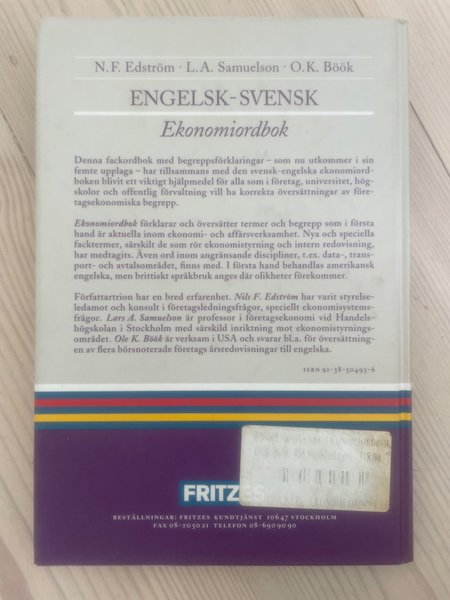 N.F. Edström · L.A. Samuelson · O.K. Böök
ENGELSK-SVENSK
Ekonomiordbok
Denna fackordbok med begreppsförklaringar – som nu utkommer i sin
femte upplaga – har tillsammans med den svensk-engelska ekonomiord-
boken blivit ett viktigt hjälpmedel för alla som i företag, universitet, hög-
skolor och offentlig förvaltning vill ha korrekta översättningar av före-
tagsekonomiska begrepp.
Ekonomiordbok förklarar och översätter termer och begrepp som i första
hand är aktuella inom ekonomi- och affärsverksamhet. Nya och speciella
facktermer, särskilt de som rör ekonomistyrning och intern redovisning,
har medtagits. Även ord inom angränsande discipliner, t.ex. data-, trans-
port- och avtalsområdet, finns med. I första hand behandlas amerikansk
engelska, men brittiskt språkbruk anges där olikheter förekommer.
Författartrion har en bred erfarenhet. Nils F. Edström har varit styrelse-
ledamot och konsult i företagsledningsfrågor, speciellt ekonomisystems-
frågor. Lars A. Samuelson är professor i företagsekonomi vid Handels-
högskolan i Stockholm med särskild inriktning mot ekonomistyrnings-
området. Ole K. Böök är verksam i USA och svarar bl.a. för översättning-
en av flera börsnoterade företags årsredovisningar till engelska.
ISBN 91-38-50493-6
FRITZES
BESTÄLLNINGAR: FRITZES KUNDTJÄNST 10647 STOCKHOLM
FAX 08-20 50 21 TELEFON 08-690 90 90